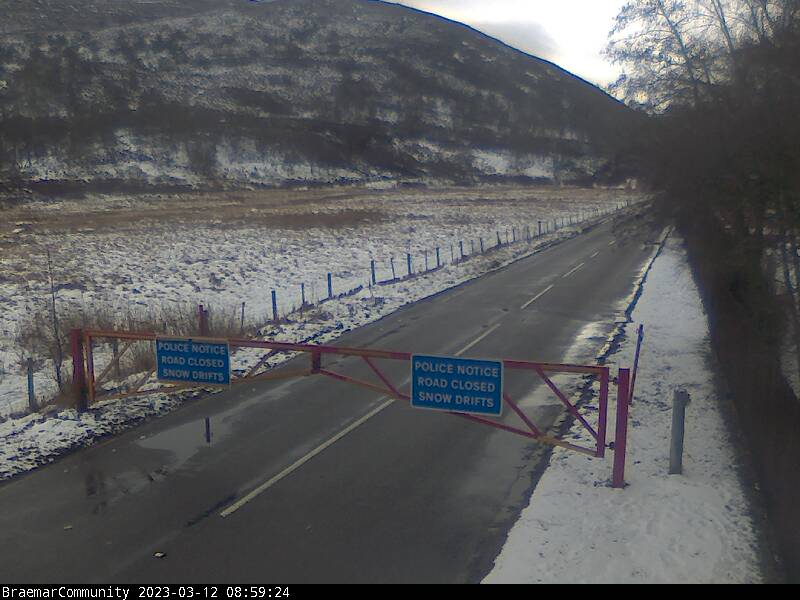 POLICE NOTICE
ROAD CLOSED
SNOW DRIFTS
POLICE NOTICE
ROAD CLOSED
SNOW DRIFTS
BraemarCommunity 2023-03-12 08:59:24